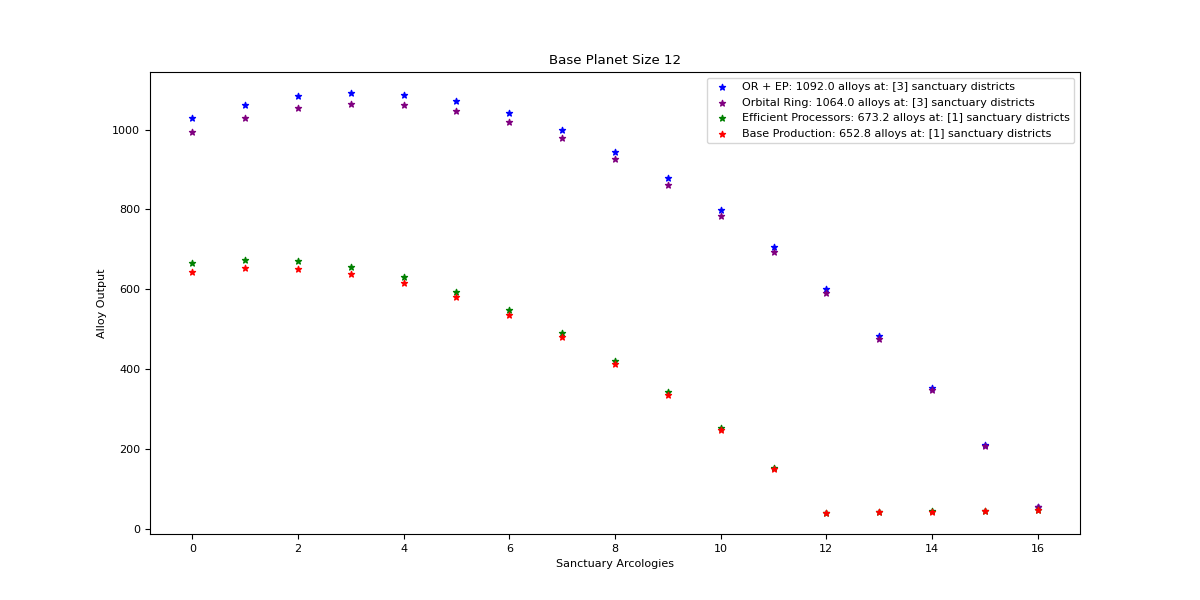 Base Planet Size 12
OR + EP: 1092.0 alloys at: [3] sanctuary districts
Orbital Ring: 1064.0 alloys at: [3] sanctuary districts
Efficient Processors: 673.2 alloys at: [1] sanctuary districts
Base Production: 652.8 alloys at: [1] sanctuary districts
1000
800
600
400
200
0
Alloy Output
0 2 4 6 8 10 12 14 16
Sanctuary Arcologies